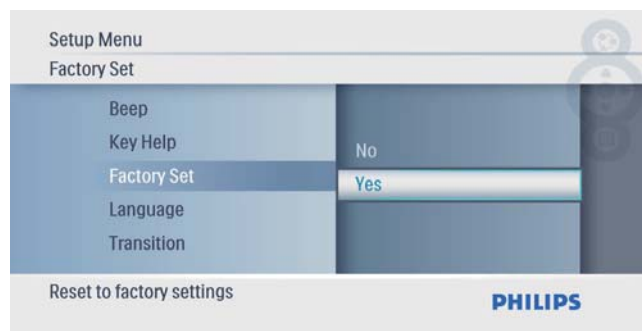 Setup Menu
Factory Set
Beep
Key Help
Factory Set
Language
Transition
No
Yes
Reset to factory settings
PHILIPS